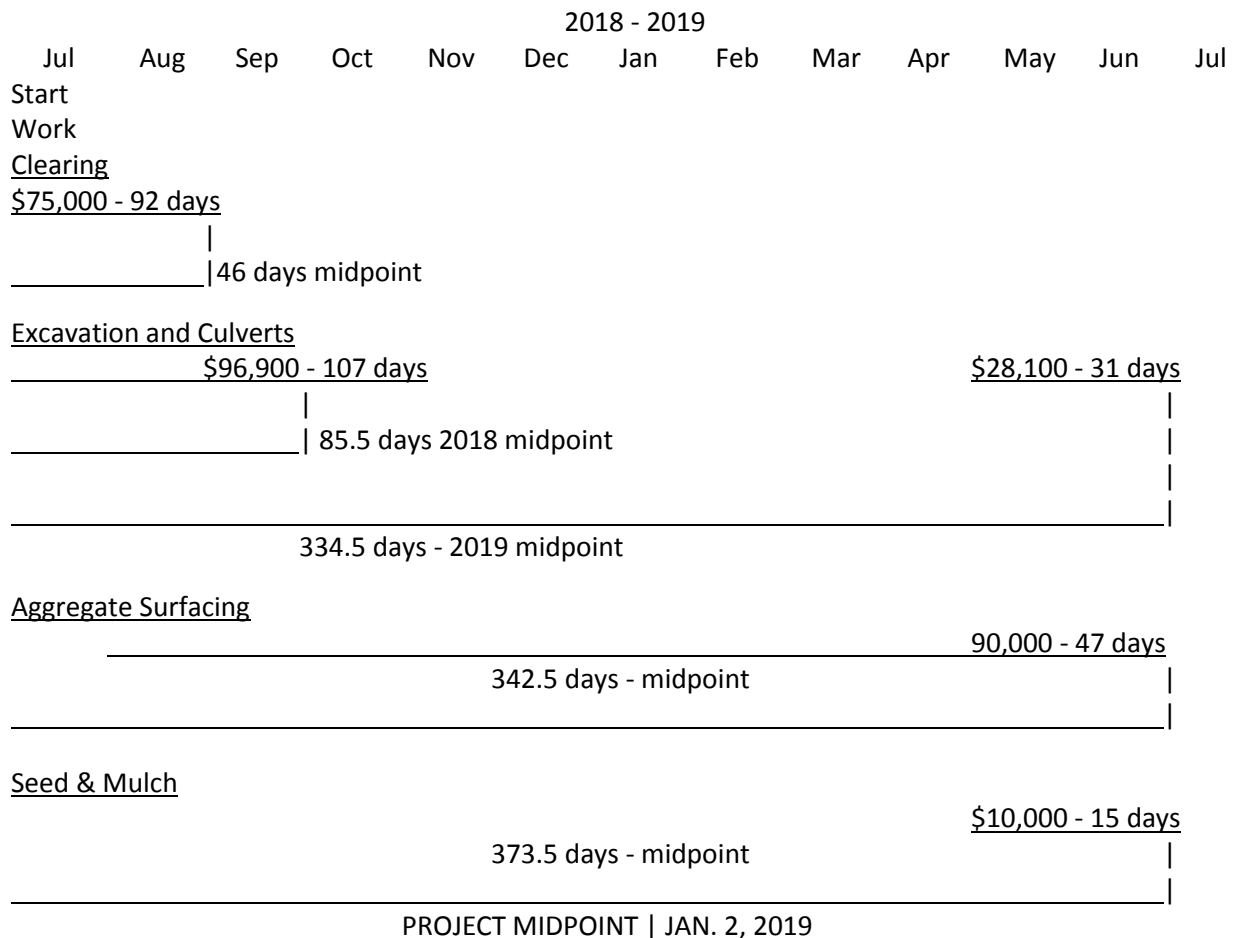 2018 - 2019
Jul Aug Sep Oct Nov Dec Jan Feb Mar Apr May Jun Jul
Start
Work
Clearing
$75,000 - 92 days
46 days midpoint
Excavation and Culverts
$96,900 - 107 days $28,100 - 31 days
85.5 days 2018 midpoint
334.5 days - 2019 midpoint
Aggregate Surfacing
90,000 - 47 days
342.5 days - midpoint
Seed & Mulch
$10,000 - 15 days
373.5 days - midpoint
PROJECT MIDPOINT | JAN. 2, 2019